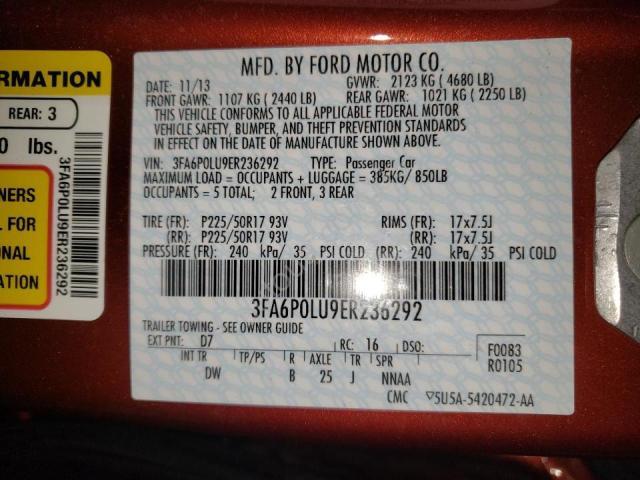 FORMATION
REAR: 3
0 lbs.
NERS
L FOR
ONAL
ATION
3FA6P0LU9ER236292
MFD. BY FORD MOTOR CO.
DATE: 11/13 GVWR: 2123 KG ( 4680 LB)
FRONT GAWR: 1107 KG ( 2440 LB) REAR GAWR: 1021 KG ( 2250 LB)
THIS VEHICLE CONFORMS TO ALL APPLICABLE FEDERAL MOTOR
VEHICLE SAFETY, BUMPER, AND THEFT PREVENTION STANDARDS
IN EFFECT ON THE DATE OF MANUFACTURE SHOWN ABOVE.
VIN: 3FA6P0LU9ER236292 TYPE: Passenger Car
MAXIMUM LOAD = OCCUPANTS + LUGGAGE = 385KG/ 850LB
OCCUPANTS = 5 TOTAL; 2 FRONT, 3 REAR
TIRE (FR): P225/50R17 93V RIMS (FR): 17x7.5J
(RR): P225/50R17 93V (RR): 17x7.5J
PRESSURE (FR): 240 kPa/ 35 PSI COLD (RR): 240 kPa/ 35 PSI COLD
3FA6P0LU9ER236292
TRAILER TOWING - SEE OWNER GUIDE
EXT PNT: D7 RC: 16 DSO: F0083
INT TR TP/PS R AXLE TR SPR R0105
DW B 25 J NNAA
CMC ▽5U5A-5420472-AA